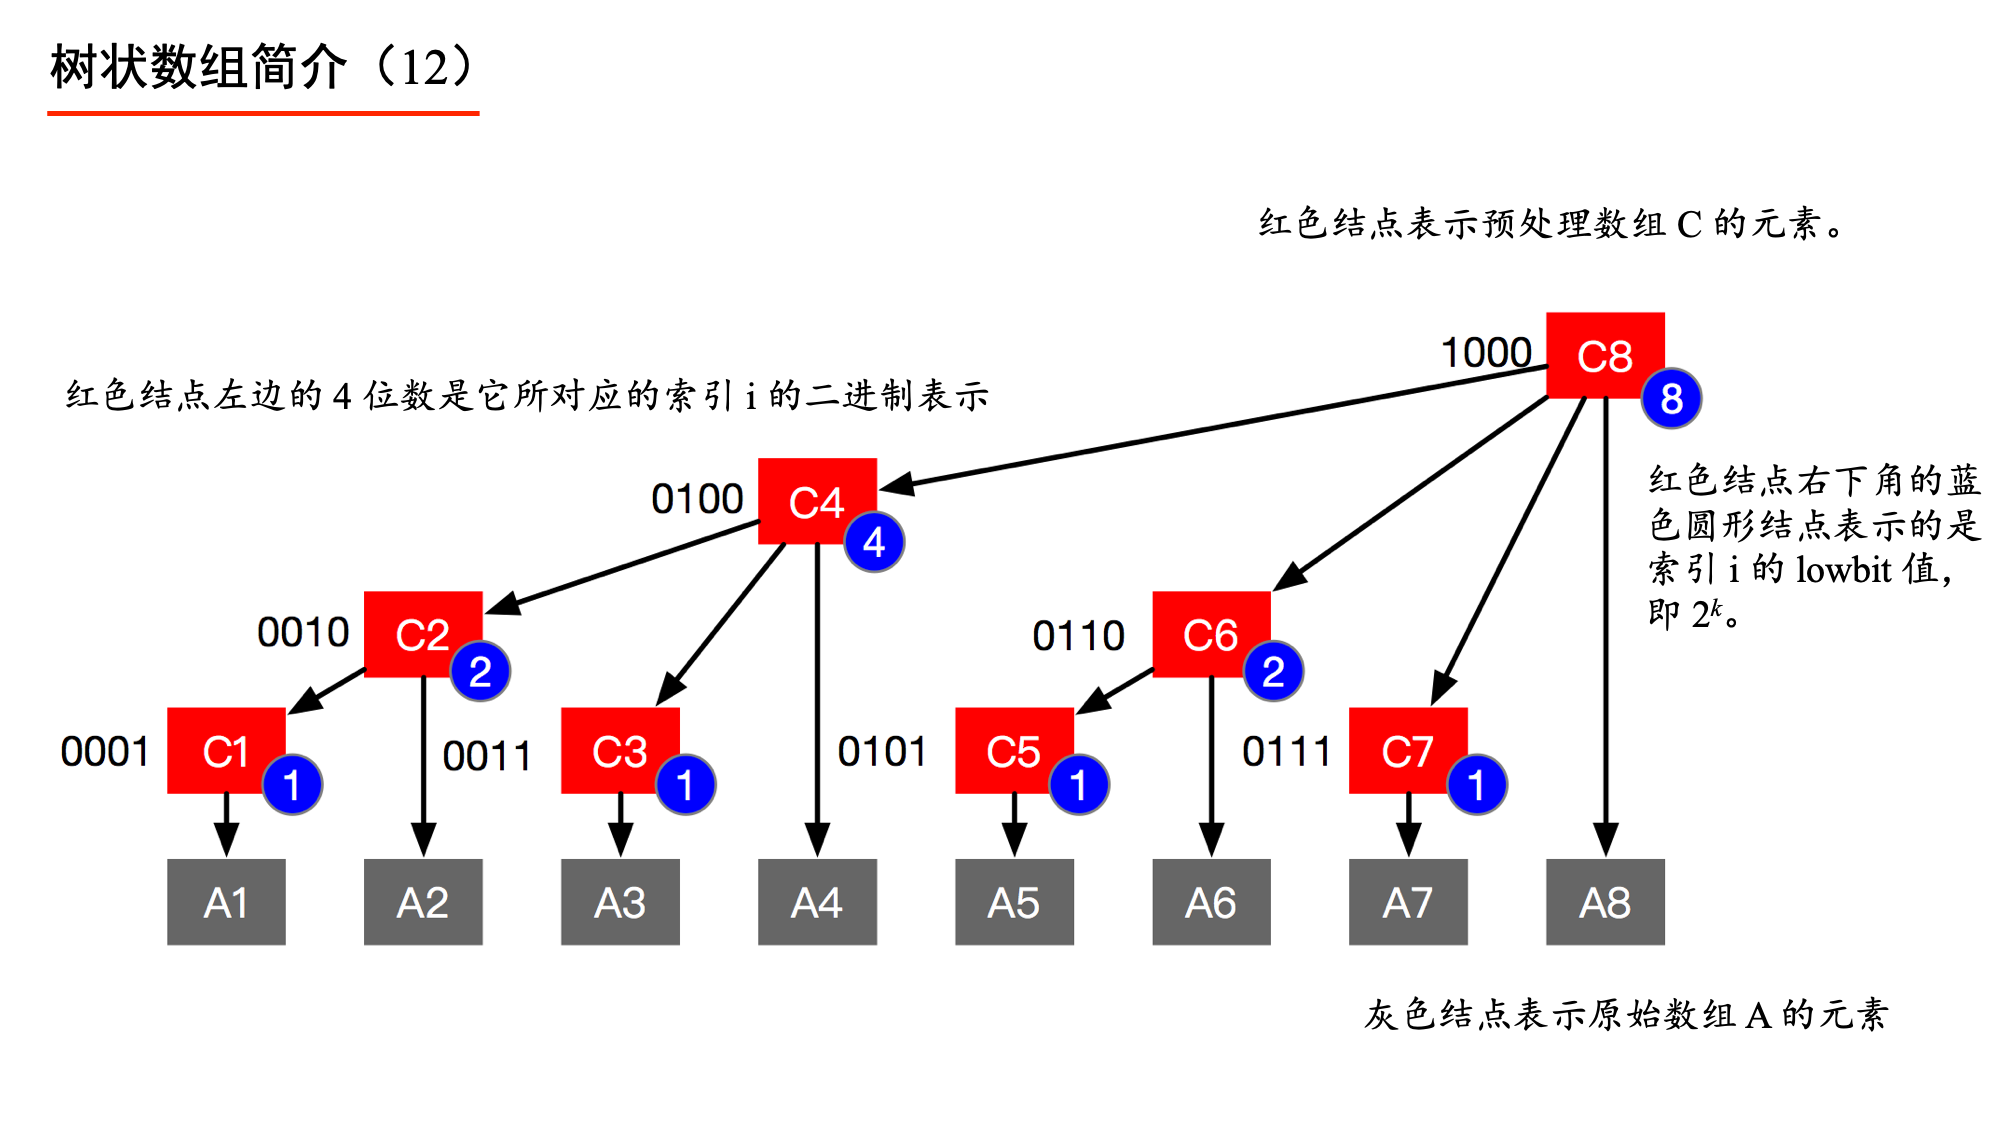 树状数组简介（12）
红色结点表示预处理数组 C 的元素。
1000 C8
8
红色结点左边的 4 位数是它所对应的索引 i 的二进制表示
0100 C4
4
红色结点右下角的蓝
色圆形结点表示的是
索引 i 的 lowbit 值，
即 2ᵏ。
0010 C2 0110 C6
2 2
0001 C1 0011 C3 0101 C5 0111 C7
1 1 1 1
A1 A2 A3 A4 A5 A6 A7 A8
灰色结点表示原始数组 A 的元素